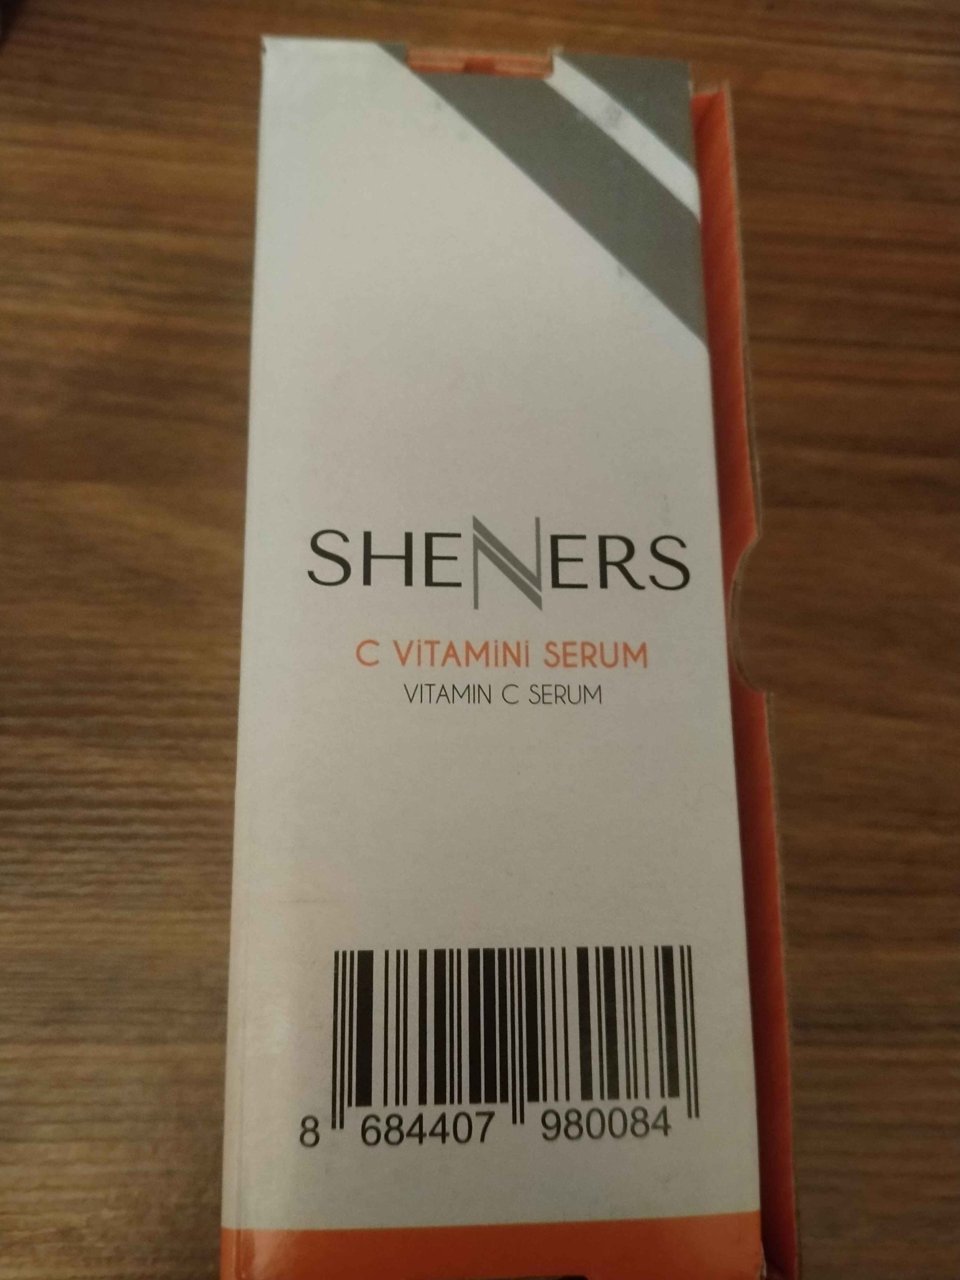 SHENERS
C VİTAMİNİ SERUM
VITAMIN C SERUM
8 684407 980084